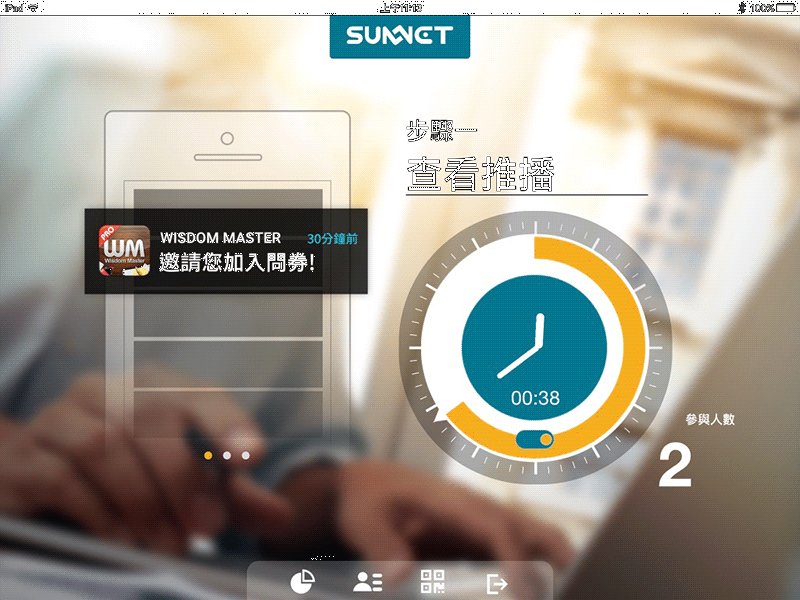 iPad
上午11:13
100%
SUNNET
步驟一
查看推播
PRO
WM
Wisdom Master
WISDOM MASTER
30分鐘前
邀請您加入問券!
00:38
參與人數
2